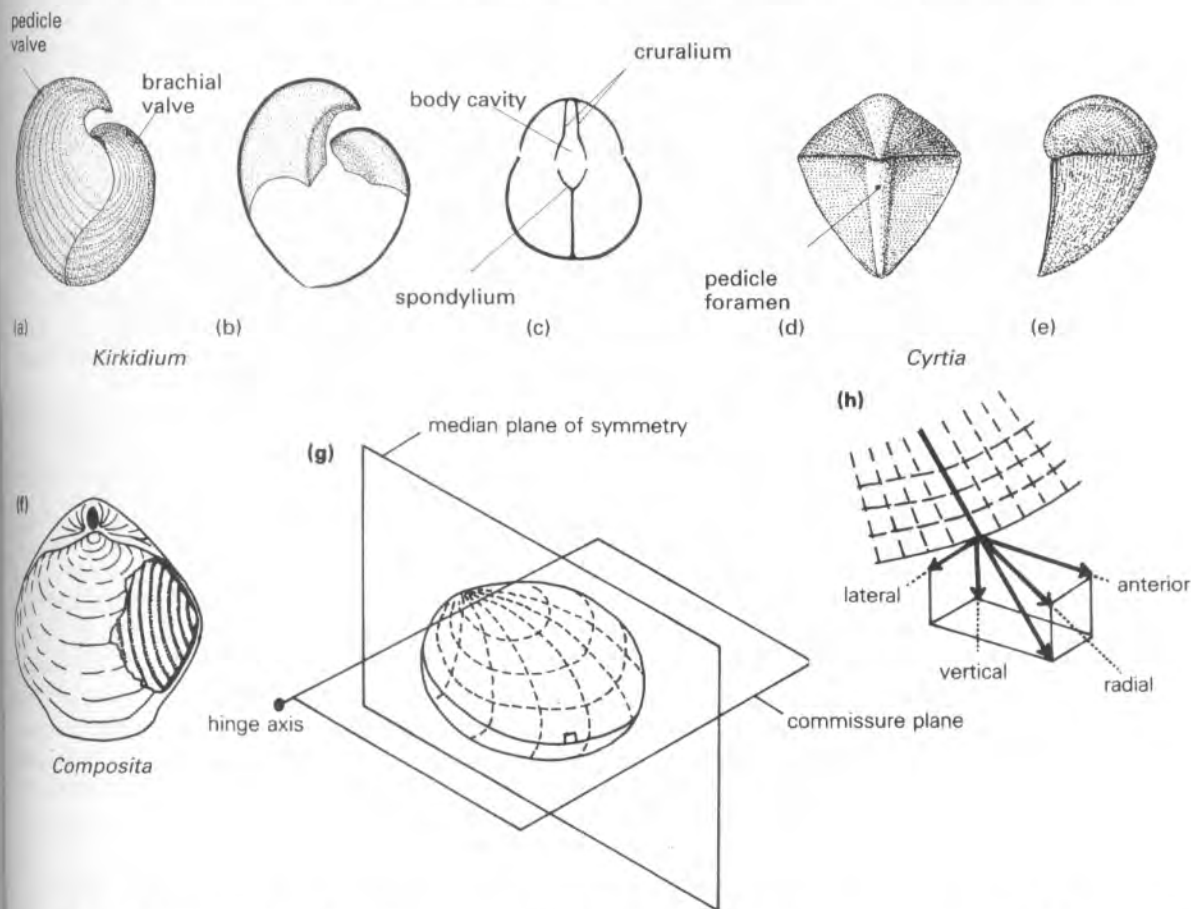 pedicle
valve
brachial
valve
cruralium
body cavity
spondylium
pedicle
foramen
(a)
(b)
(c)
(d)
(e)
Kirkidium
Cyrtia
(f)
Composita
(g)
median plane of symmetry
hinge axis
commissure plane
(h)
lateral
anterior
vertical
radial